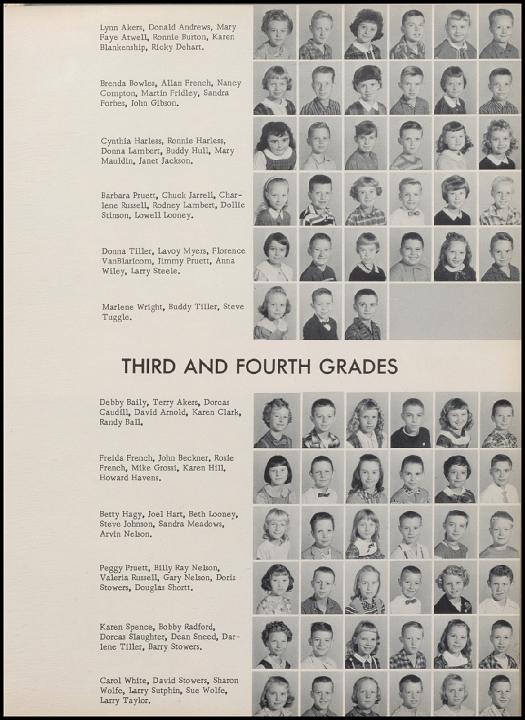 Lynn Akers, Donald Andrews, Mary
Faye Atwell, Ronnie Burton, Karen
Blankenship, Ricky Dehart.
Brenda Bowles, Allan French, Nancy
Compton, Martin Fridley, Sandra
Forbes, John Gibson.
Cynthia Harless, Ronnie Harless,
Donna Lambert, Buddy Hull, Mary
Mauldin, Janet Jackson.
Barbara Pruett, Chuck Jarrell, Char-
lene Russell, Rodney Lambert, Dollie
Stinson, Lowell Looney.
Donna Tiller, Lavoy Myers, Florence
VanBlaricom, Jimmy Pruett, Anna
Wiley, Larry Steele.
Marlene Wright, Buddy Tiller, Steve
Tuggle.
THIRD AND FOURTH GRADES
Debby Baily, Terry Akers, Dorcas
Caudill, David Arnold, Karen Clark,
Randy Ball.
Freida French, John Beckner, Rosie
French, Mike Grossi, Karen Hill,
Howard Havens.
Betty Hagy, Joel Hart, Beth Looney,
Steve Johnson, Sandra Meadows,
Arvin Nelson.
Peggy Pruett, Billy Ray Nelson,
Valeria Russell, Gary Nelson, Doris
Stowers, Douglas Shortt.
Karen Spence, Bobby Radford,
Dorcas Slaughter, Dean Sneed, Dar-
lene Tiller, Barry Stowers.
Carol White, David Stowers, Sharon
Wolfe, Larry Sutphin, Sue Wolfe,
Larry Taylor.